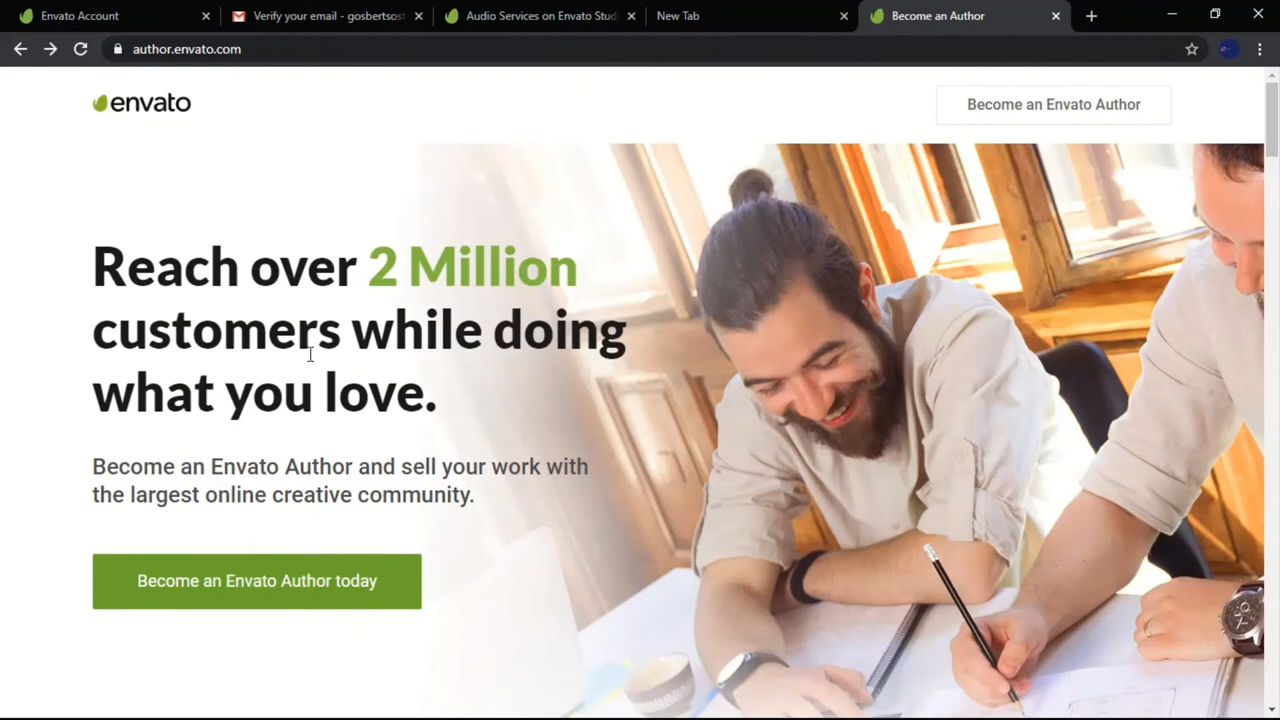 Envato Account
Verify your email - gosbertsost
Audio Services on Envato Stud
New Tab
Become an Author
author.envato.com
envato
Become an Envato Author
Reach over 2 Million
customers while doing
what you love.
Become an Envato Author and sell your work with
the largest online creative community.
Become an Envato Author today